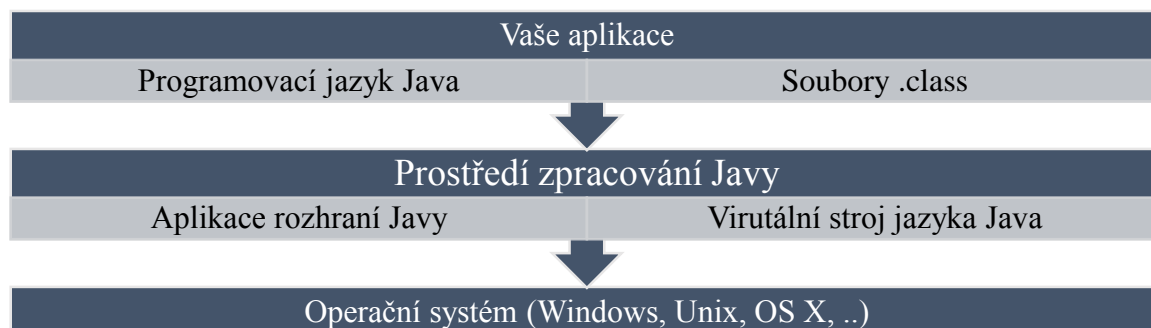 Vaše aplikace
Programovací jazyk Java
Soubory .class
Prostředí zpracování Javy
Aplikace rozhraní Javy
Virutální stroj jazyka Java
Operační systém (Windows, Unix, OS X, ..)